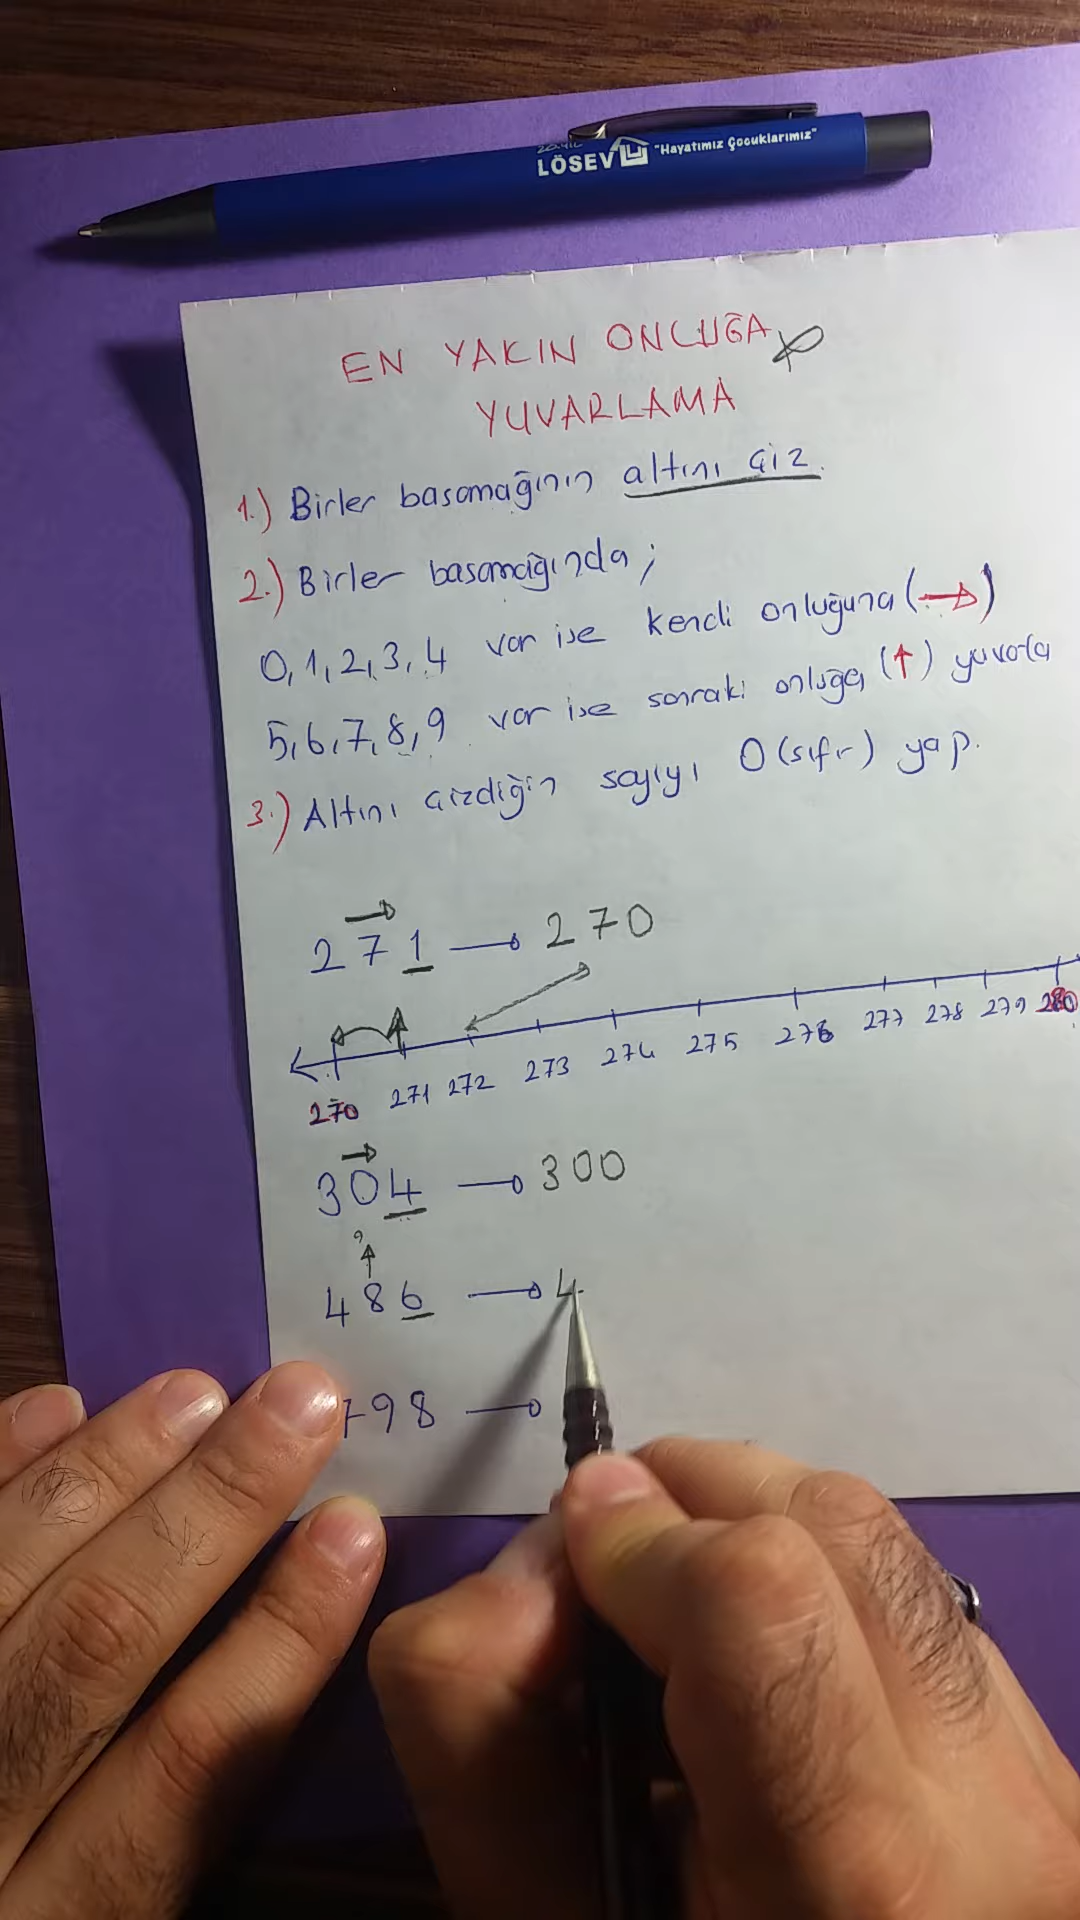 LÖSEV "Hayatımız Çocuklarımız"
EN YAKIN ONLUĞA
YUVARLAMA
1.) Birler basamağının altını çiz.
2.) Birler basamağında;
0,1,2,3,4 var ise kendi onluğuna (→)
5,6,7,8,9 var ise sonraki onluğa (↑) yuvarla
3.) Altını çizdiğin sayıyı 0 (sıfır) yap.
271 → 270
270 271 272 273 274 275 276 277 278 279 280
304 → 300
9
486 → 4
798 →